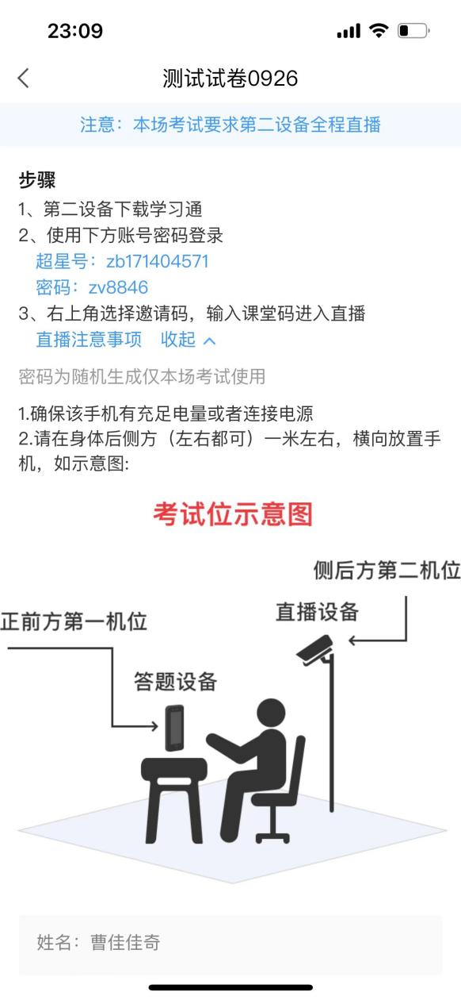 23:09
测试试卷0926
注意：本场考试要求第二设备全程直播
步骤
1、第二设备下载学习通
2、使用下方账号密码登录
超星号：zb171404571
密码：zv8846
3、右上角选择邀请码，输入课堂码进入直播
直播注意事项 收起
密码为随机生成仅本场考试使用
1.确保该手机有充足电量或者连接电源
2.请在身体后侧方（左右都可）一米左右，横向放置手
机，如示意图:
考试位示意图
侧后方第二机位
直播设备
正前方第一机位
答题设备
姓名：曹佳佳奇